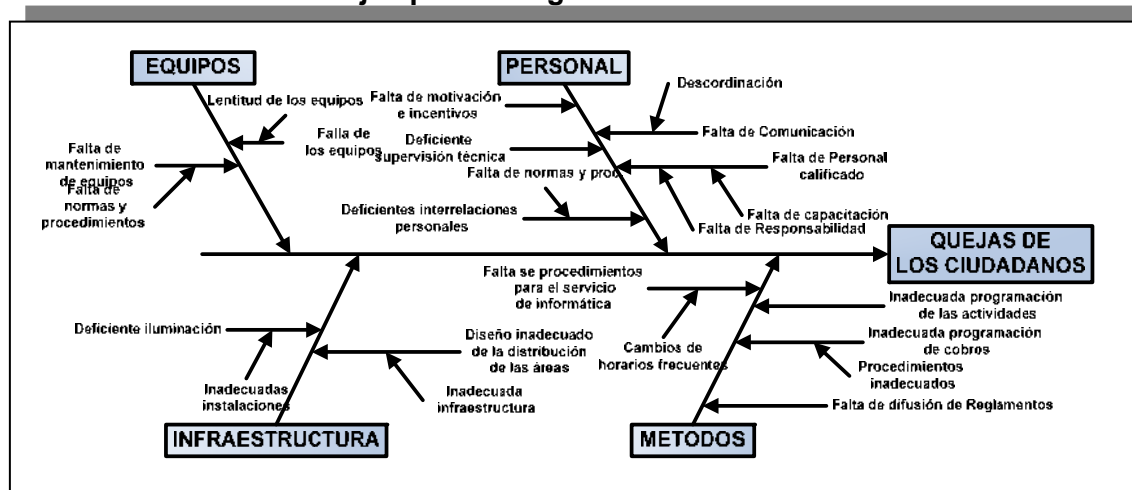 EQUIPOS
Lentitud de los equipos
Falla de
los equipos
Falta de
mantenimiento
de equipos
Falta de
normas y
procedimientos
PERSONAL
Falta de motivación
e incentivos
Descordinación
Falta de Comunicación
Deficiente
supervisión técnica
Falta de Personal
calificado
Falta de normas y proc
Falta de capacitación
Falta de Responsabilidad
Deficientes interrelaciones
personales
QUEJAS DE
LOS CIUDADANOS
Deficiente iluminación
Inadecuadas
instalaciones
Diseño inadecuado
de la distribución
de las áreas
Inadecuada
infraestructura
INFRAESTRUCTURA
Falta se procedimientos
para el servicio
de informática
Cambios de
horarios frecuentes
Inadecuada programación
de las actividades
Inadecuada programación
de cobros
Procedimientos
inadecuados
Falta de difusión de Reglamentos
METODOS